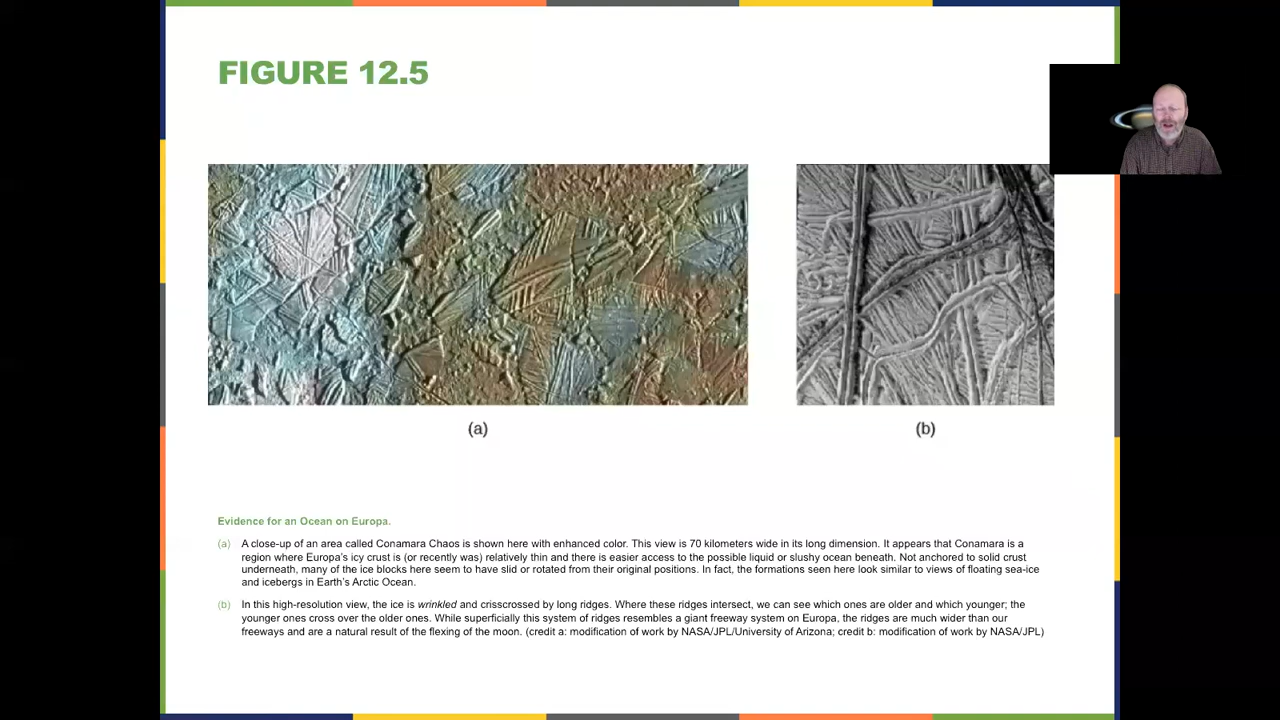 FIGURE 12.5
(a)
(b)
Evidence for an Ocean on Europa.
(a) A close-up of an area called Conamara Chaos is shown here with enhanced color. This view is 70 kilometers wide in its long dimension. It appears that Conamara is a
region where Europa's icy crust is (or recently was) relatively thin and there is easier access to the possible liquid or slushy ocean beneath. Not anchored to solid crust
underneath, many of the ice blocks here seem to have slid or rotated from their original positions. In fact, the formations seen here look similar to views of floating sea-ice
and icebergs in Earth's Arctic Ocean.
(b) In this high-resolution view, the ice is wrinkled and crisscrossed by long ridges. Where these ridges intersect, we can see which ones are older and which younger; the
younger ones cross over the older ones. While superficially this system of ridges resembles a giant freeway system on Europa, the ridges are much wider than our
freeways and are a natural result of the flexing of the moon. (credit a: modification of work by NASA/JPL/University of Arizona; credit b: modification of work by NASA/JPL)